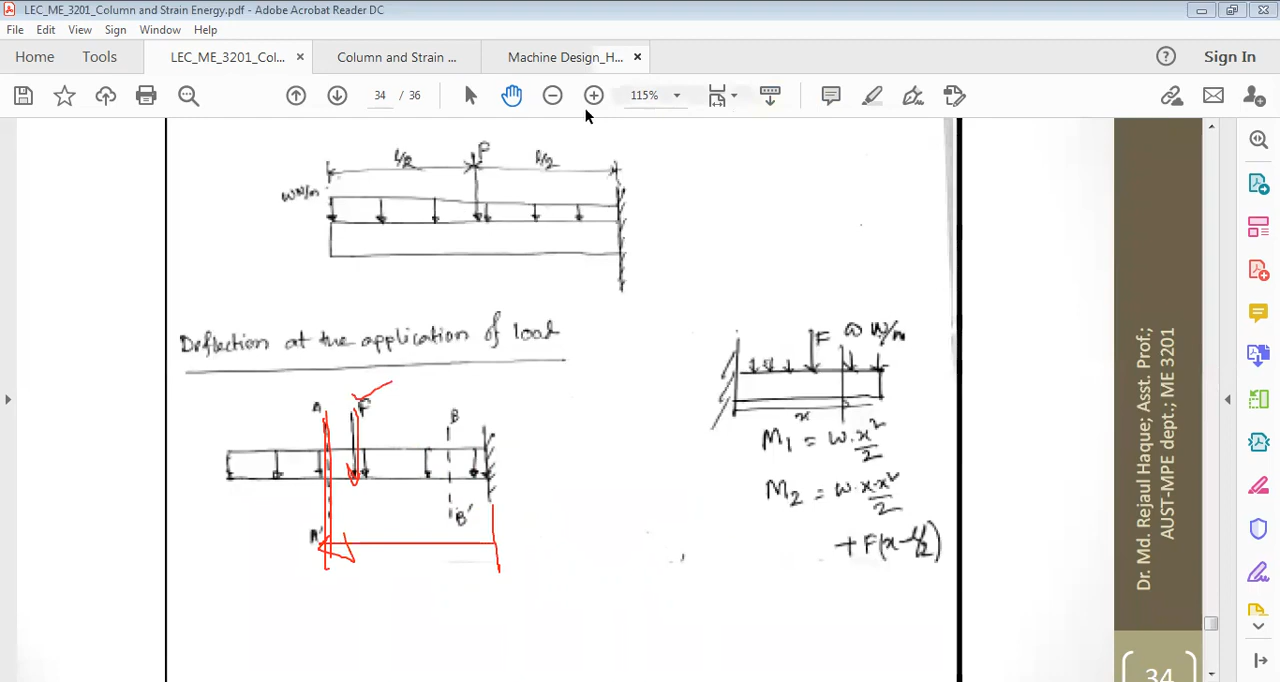 LEC_ME_3201_Column and Strain Energy.pdf - Adobe Acrobat Reader DC
File Edit View Sign Window Help
Home Tools LEC_ME_3201_Col... × Column and Strain ... Machine Design_H... ×
Sign In
34 / 36 115%
L/2 F L/2
W N/m
Deflection at the application of load
A F B
A' B'
F ω N/m
x
M1 = w.x²/2
M2 = w.x.x²/2
+ F(x-L/2)
Dr. Md. Rejaul Haque; Asst. Prof.;
AUST-MPE dept.; ME 3201
34